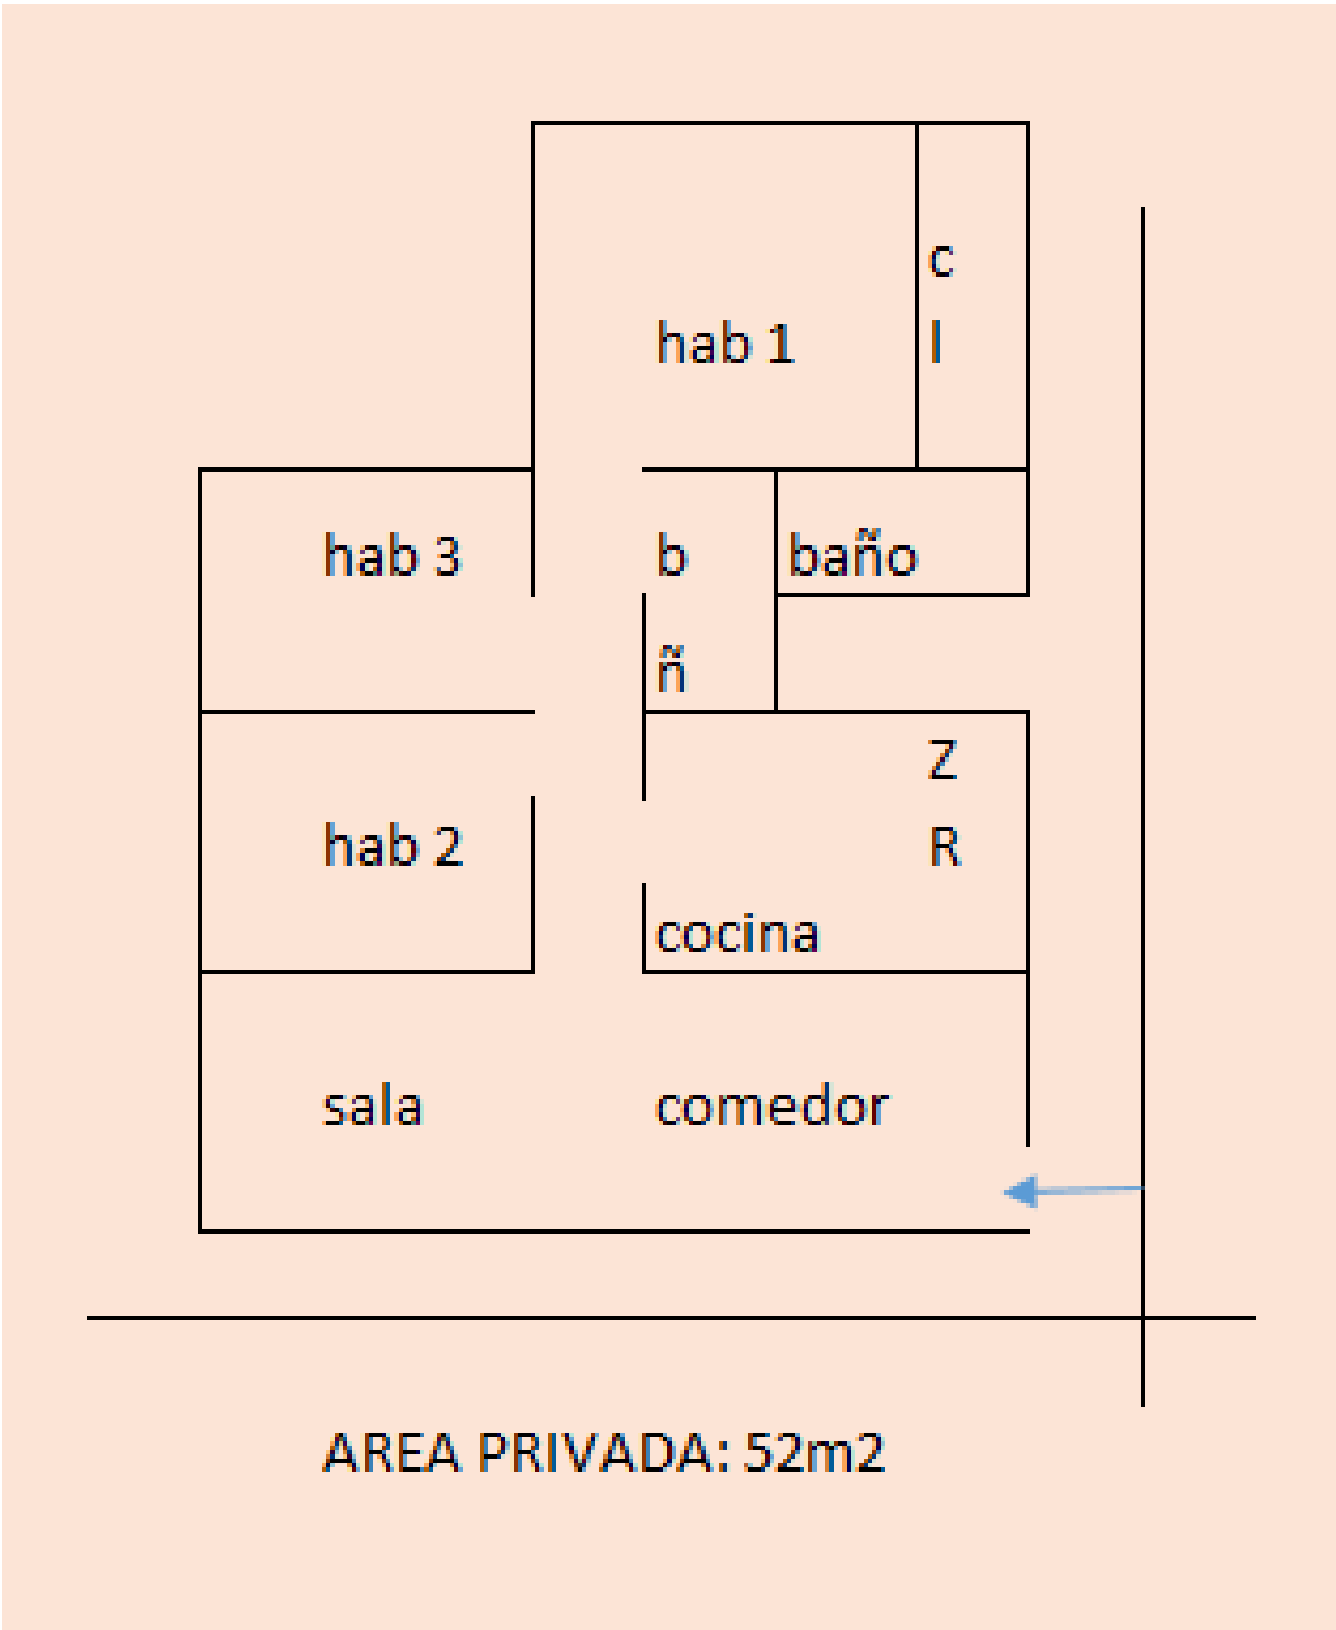 c
hab 1 l
hab 3 b baño
ñ
Z
hab 2 R
cocina
sala comedor
AREA PRIVADA: 52m2